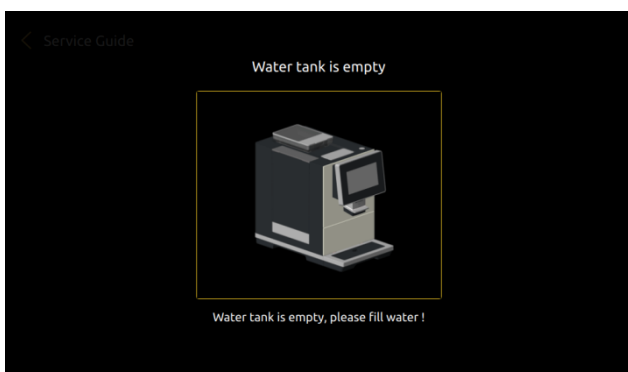 Service Guide
Water tank is empty
Water tank is empty, please fill water !